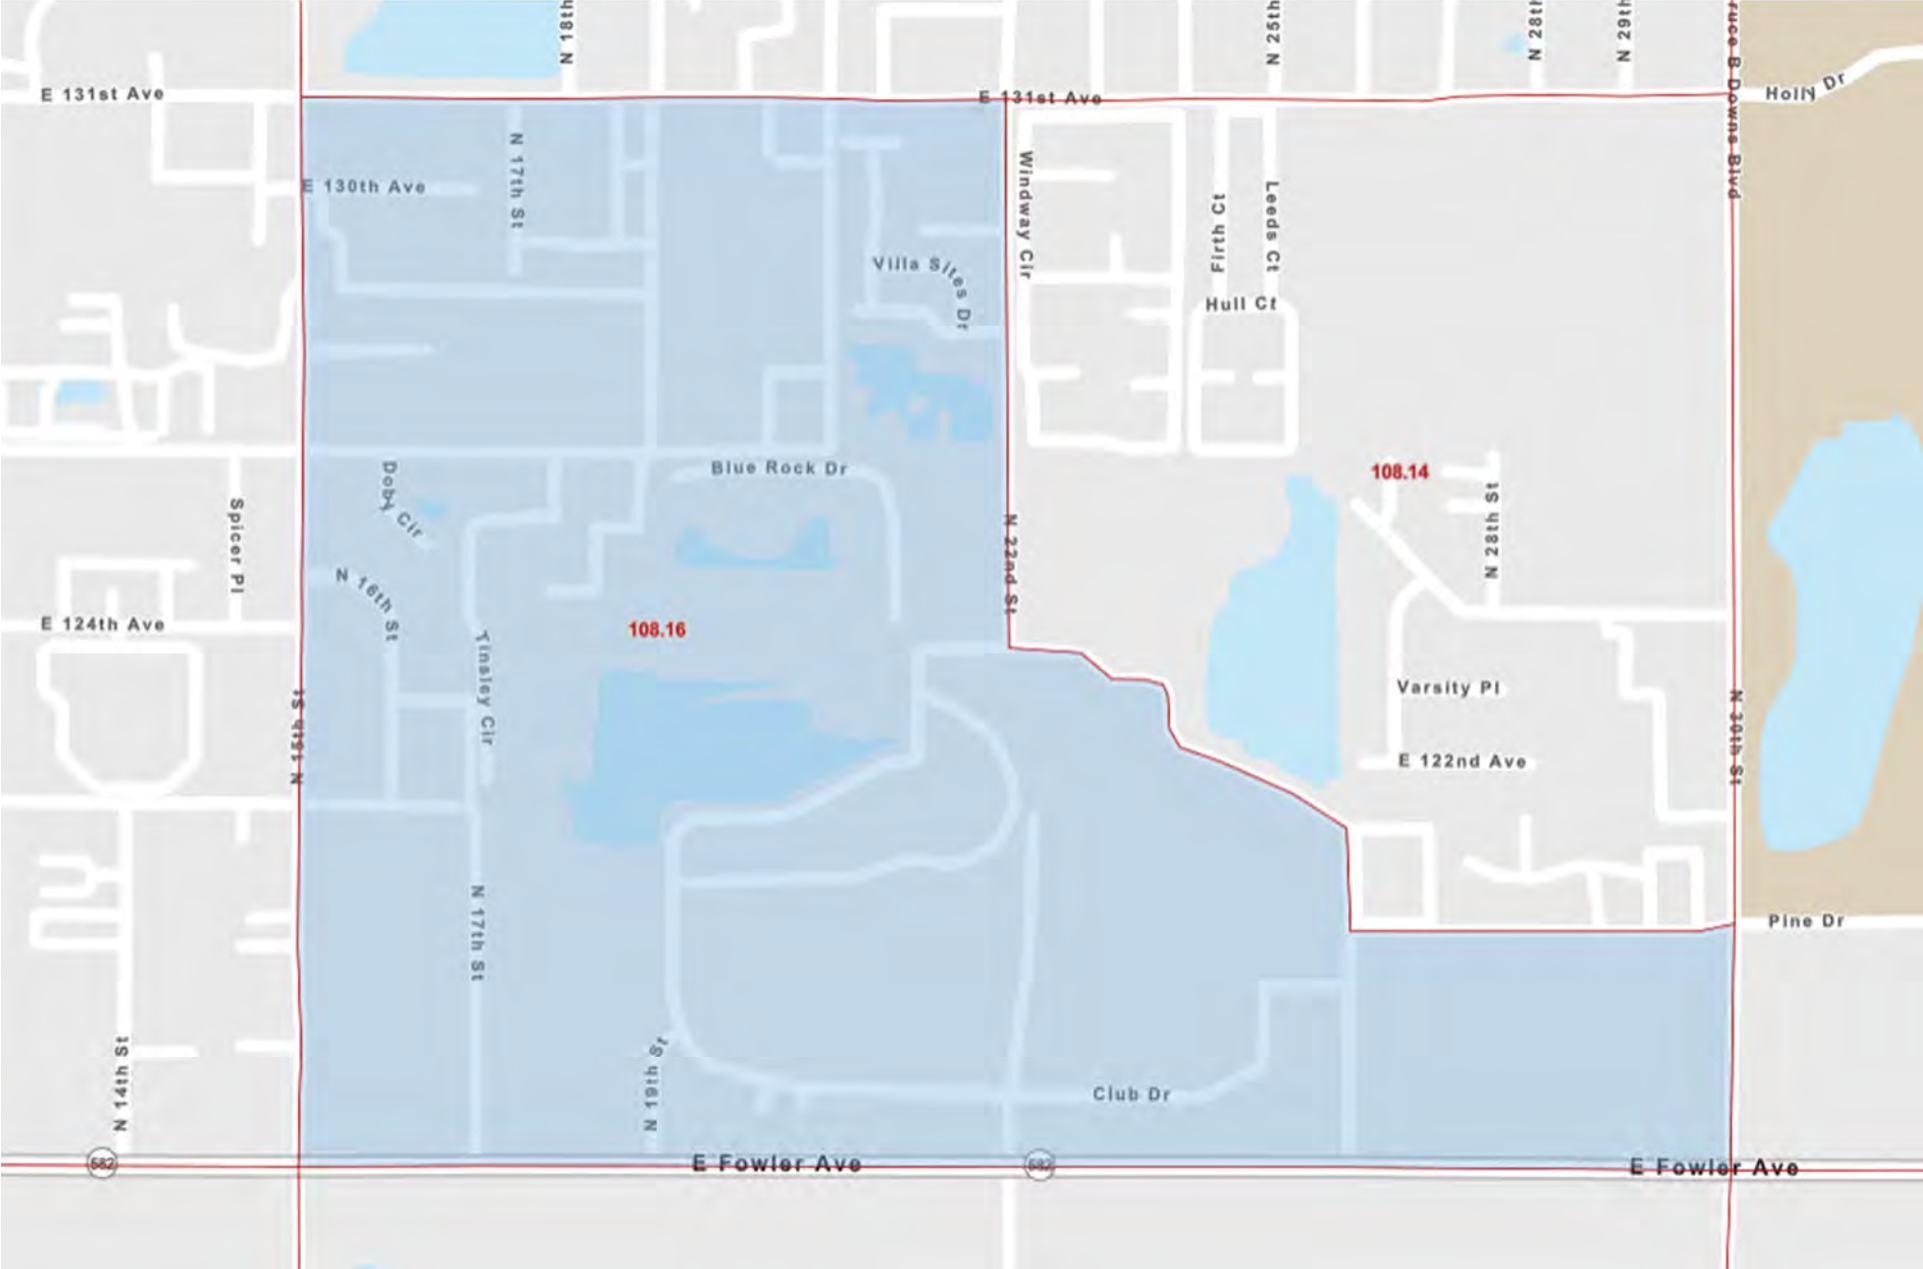 N 18th
N 25th
N 28th
N 29th
ruce B Downs Blvd
E 131st Ave
E 131st Ave
Holly Dr
N 17th St
E 130th Ave
Windway Cir
Firth Ct
Leeds Ct
Villa Sites Dr
Hull Ct
Doby Cir
Blue Rock Dr
108.14
Spicer Pl
N 22nd St
N 28th St
N 16th St
E 124th Ave
108.16
Tinsley Cir
Varsity Pl
N 15th St
N 30th St
E 122nd Ave
N 17th St
Pine Dr
N 14th St
N 19th St
Club Dr
582
E Fowler Ave
582
E Fowler Ave